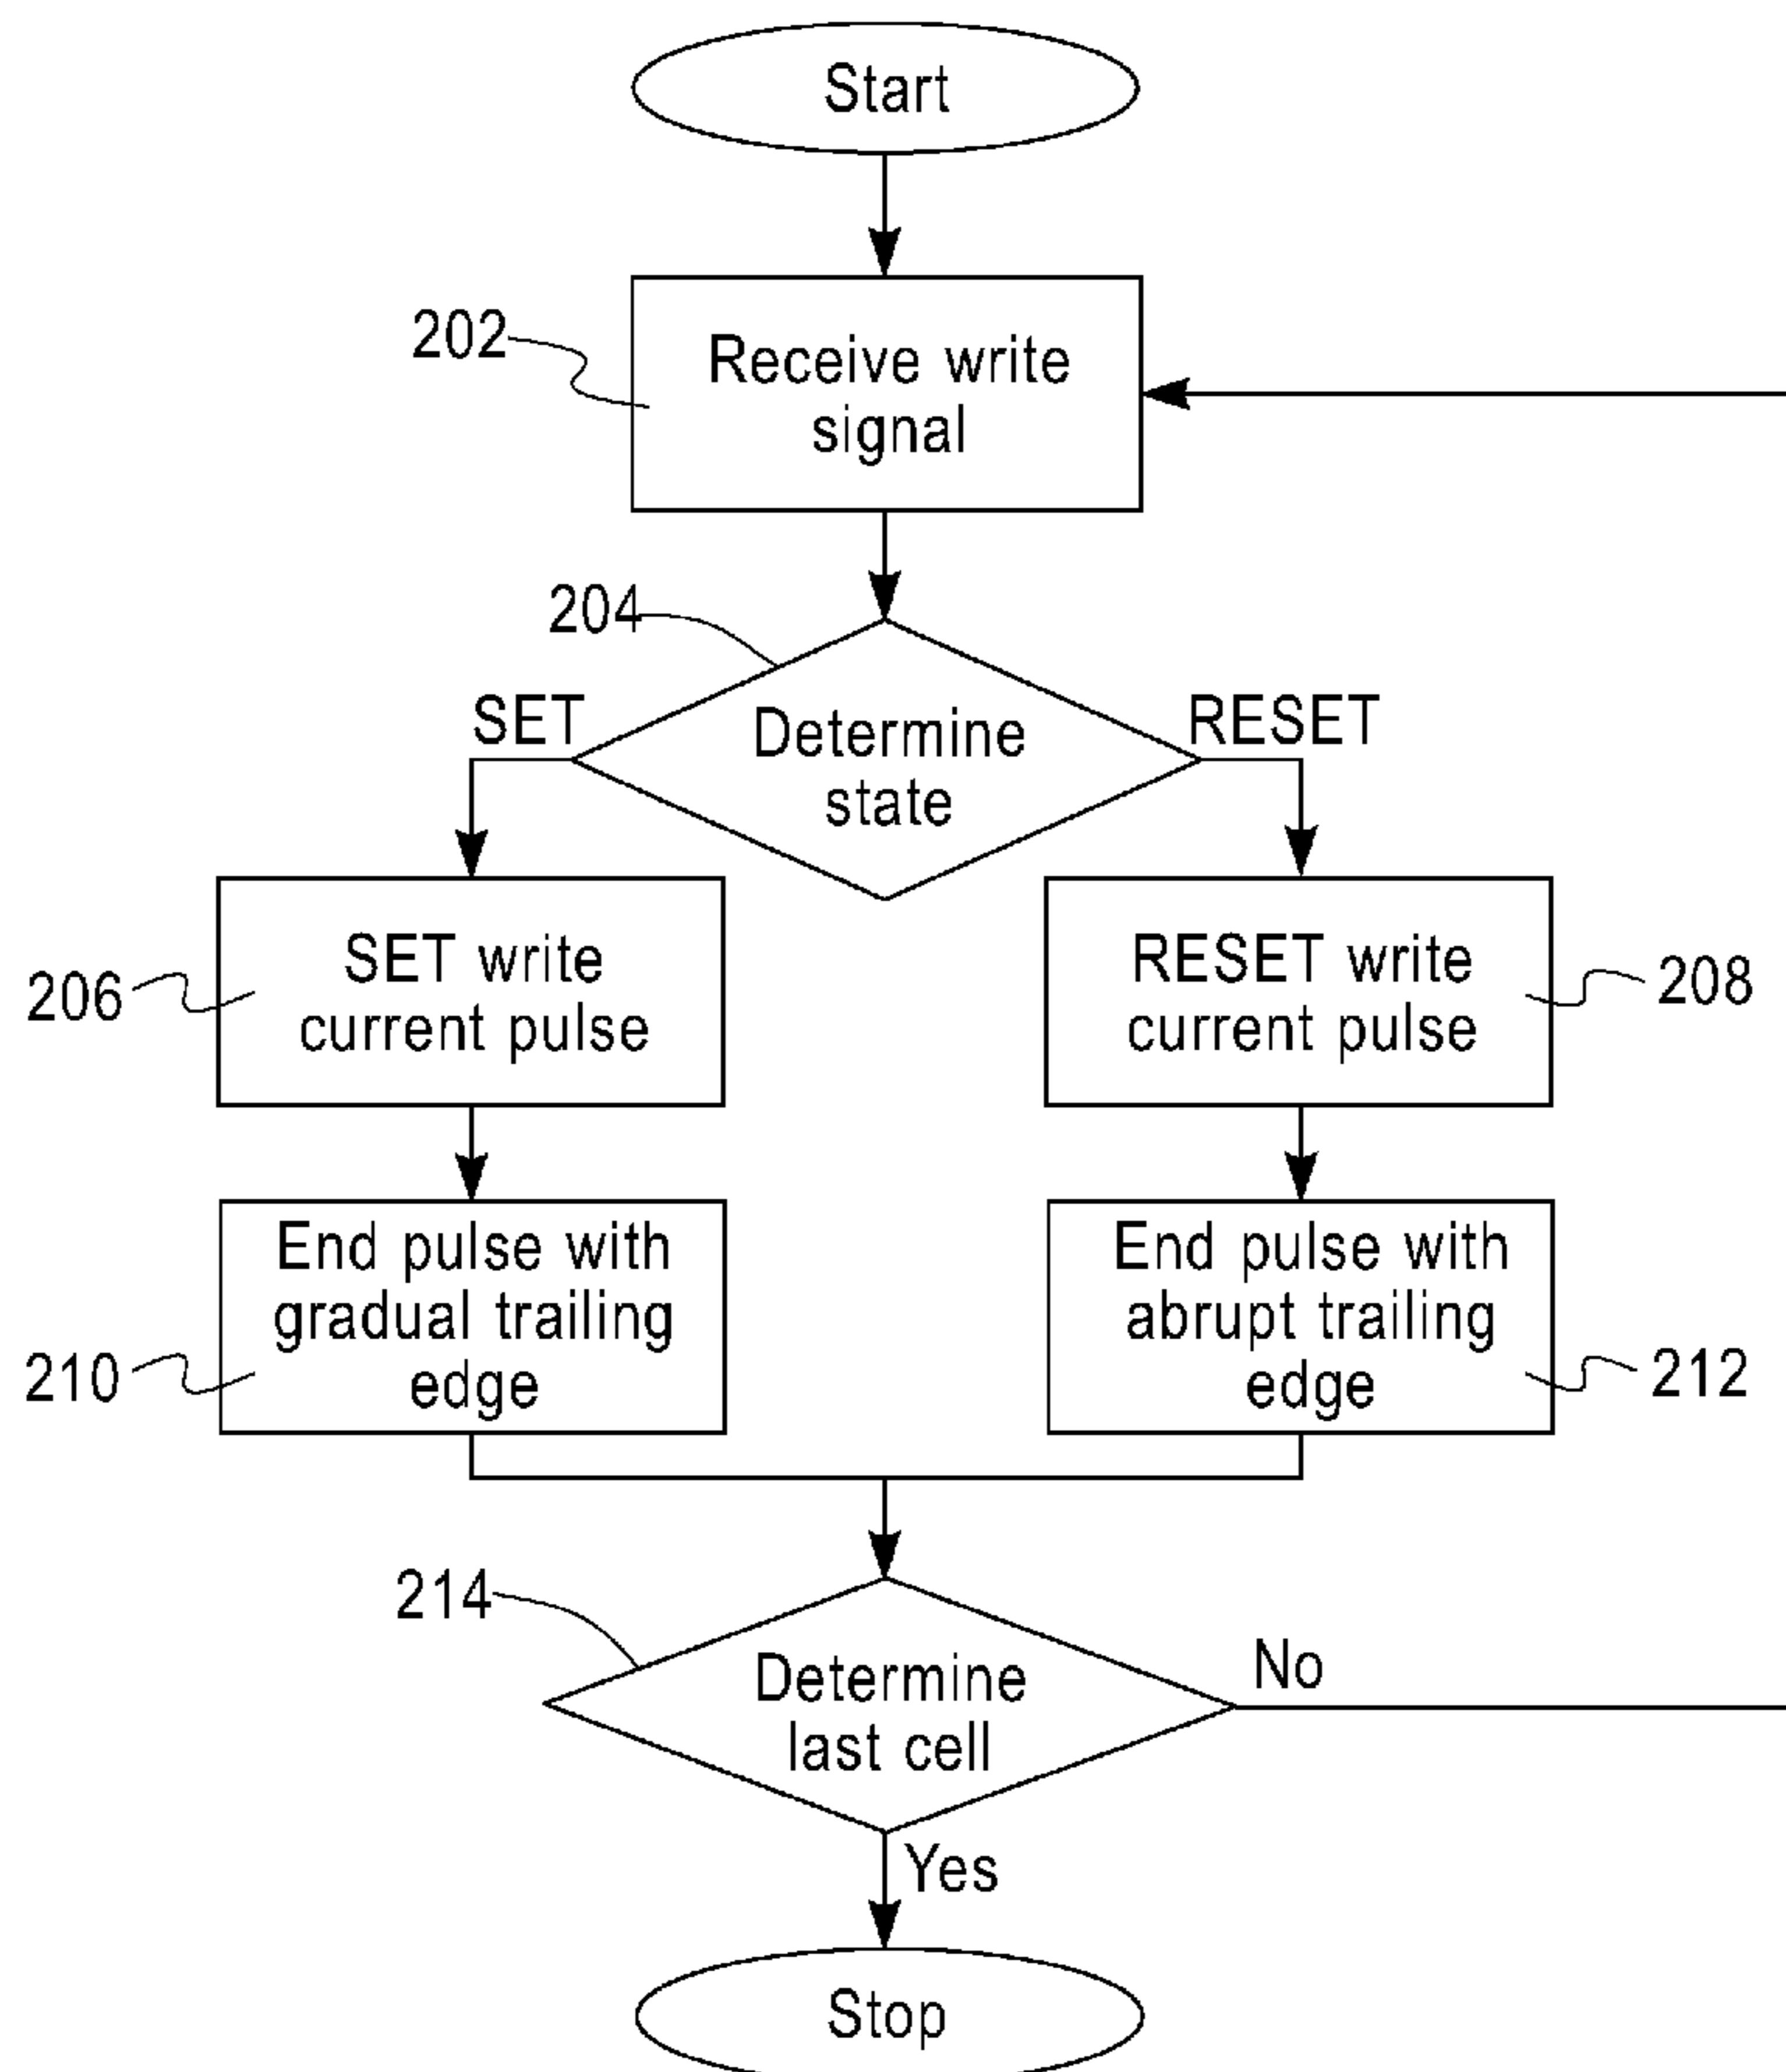 Start
202
Receive write
signal
204
SET
RESET
Determine
state
206
SET write
current pulse
RESET write
current pulse
208
210
End pulse with
gradual trailing
edge
End pulse with
abrupt trailing
edge
212
214
Determine
last cell
No
Yes
Stop